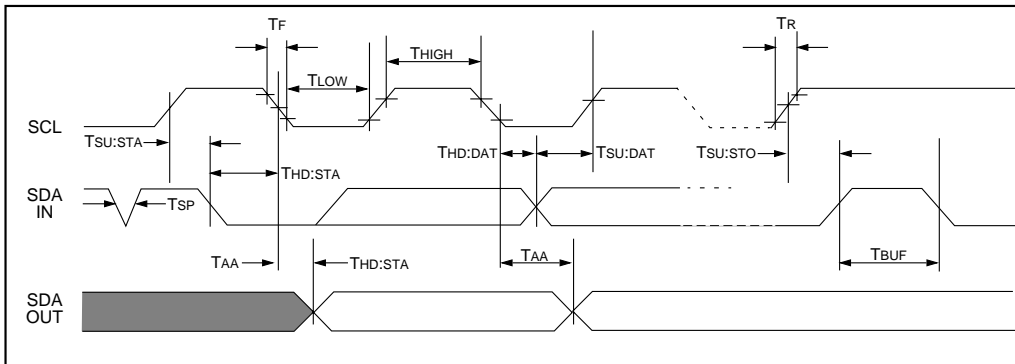 TF
TR
THIGH
TLOW
SCL
TSU:STA
THD:DAT
TSU:DAT
TSU:STO
THD:STA
SDA
IN
TSP
TAA
THD:STA
TAA
TBUF
SDA
OUT